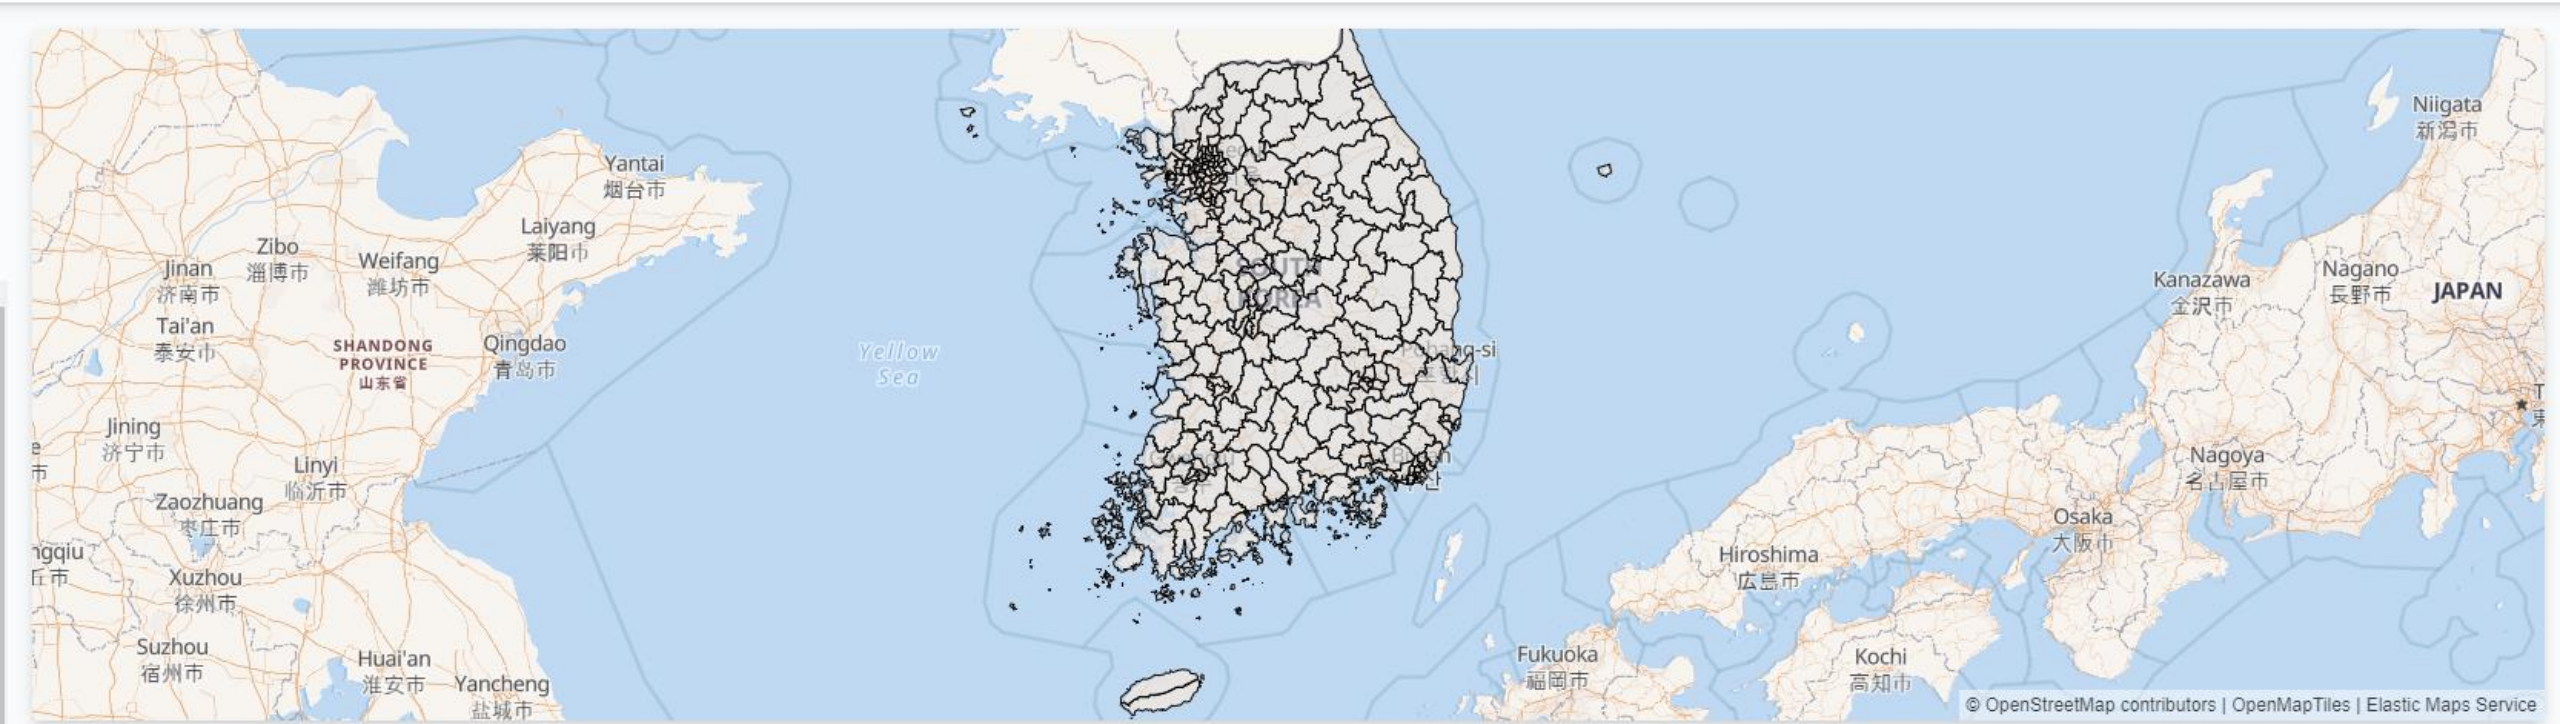 Niigata
新潟市
Yantai
烟台市
Laiyang
莱阳市
Zibo
淄博市
Weifang
潍坊市
Jinan
济南市
Kanazawa
金沢市
Nagano
長野市
JAPAN
Tai'an
泰安市
SHANDONG
PROVINCE
山东省
Qingdao
青岛市
Yellow
Sea
SOUTH
KOREA
Jining
济宁市
Linyi
临沂市
Nagoya
名古屋市
Zaozhuang
枣庄市
Osaka
大阪市
Hiroshima
広島市
Xuzhou
徐州市
Suzhou
宿州市
Huai'an
淮安市
Yancheng
盐城市
Fukuoka
福岡市
Kochi
高知市
© OpenStreetMap contributors | OpenMapTiles | Elastic Maps Service